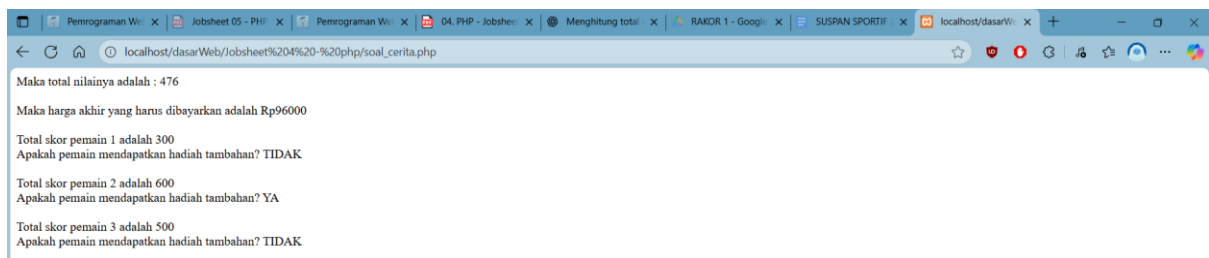 Pemrograman We
Jobsheet 05 - PHP
Pemrograman We
04. PHP - Jobshee
Menghitung total
RAKOR 1 - Google
SUSPAN SPORTIF
localhost/dasarWe
localhost/dasarWeb/Jobsheet%204%20-%20php/soal_cerita.php
Maka total nilainya adalah : 476
Maka harga akhir yang harus dibayarkan adalah Rp96000
Total skor pemain 1 adalah 300
Apakah pemain mendapatkan hadiah tambahan? TIDAK
Total skor pemain 2 adalah 600
Apakah pemain mendapatkan hadiah tambahan? YA
Total skor pemain 3 adalah 500
Apakah pemain mendapatkan hadiah tambahan? TIDAK